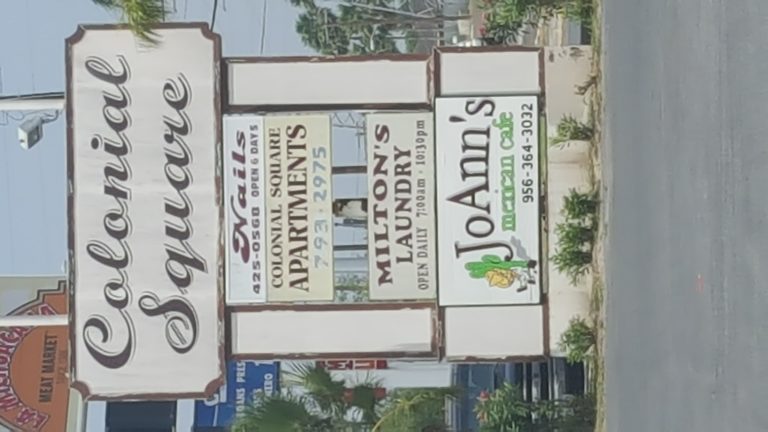 Colonial
Square
Nails
425-0568 OPEN 6 DAYS
COLONIAL SQUARE
APARTMENTS
793-2975
MILTON'S
LAUNDRY
OPEN DAILY 7:00am - 10:30pm
JoAnn's
mexican cafe
956-364-3032
MEAT MARKET